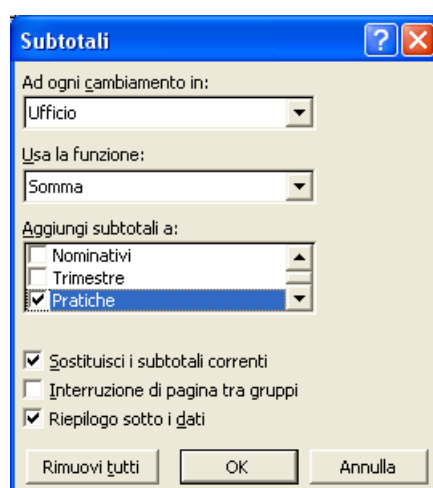 Subtotali
Ad ogni cambiamento in:
Ufficio
Usa la funzione:
Somma
Aggiungi subtotali a:
Nominativi
Trimestre
Pratiche
Sostituisci i subtotali correnti
Interruzione di pagina tra gruppi
Riepilogo sotto i dati
Rimuovi tutti OK Annulla